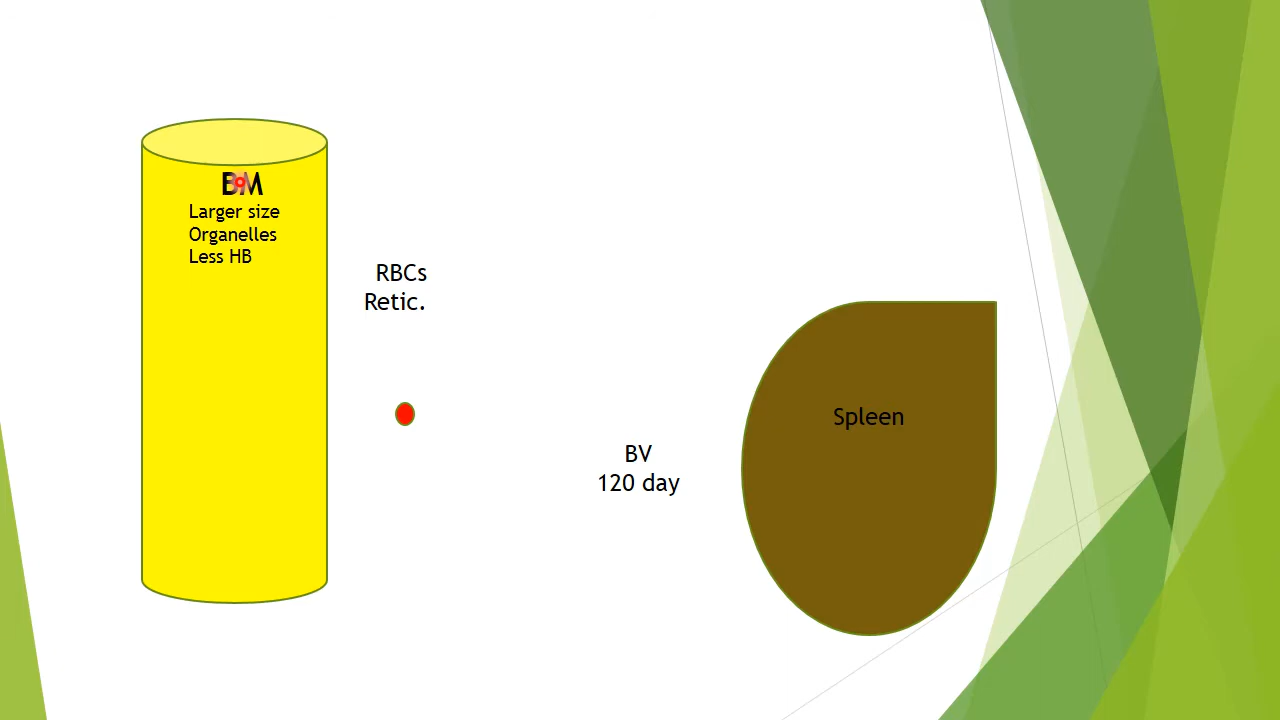 BM
Larger size
Organelles
Less HB
RBCs
Retic.
Spleen
BV
120 day